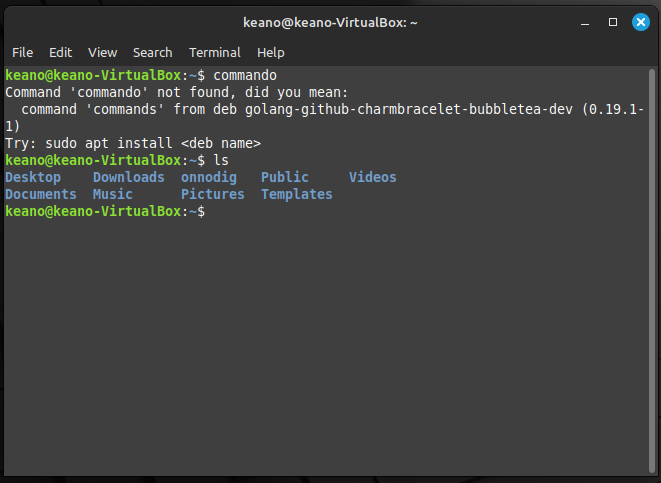 keano@keano-VirtualBox: ~
File Edit View Search Terminal Help
keano@keano-VirtualBox:~$ commando
Command 'commando' not found, did you mean:
  command 'commands' from deb golang-github-charmbracelet-bubbletea-dev (0.19.1-
1)
Try: sudo apt install <deb name>
keano@keano-VirtualBox:~$ ls
Desktop    Downloads  onnodig   Public     Videos
Documents  Music      Pictures  Templates
keano@keano-VirtualBox:~$